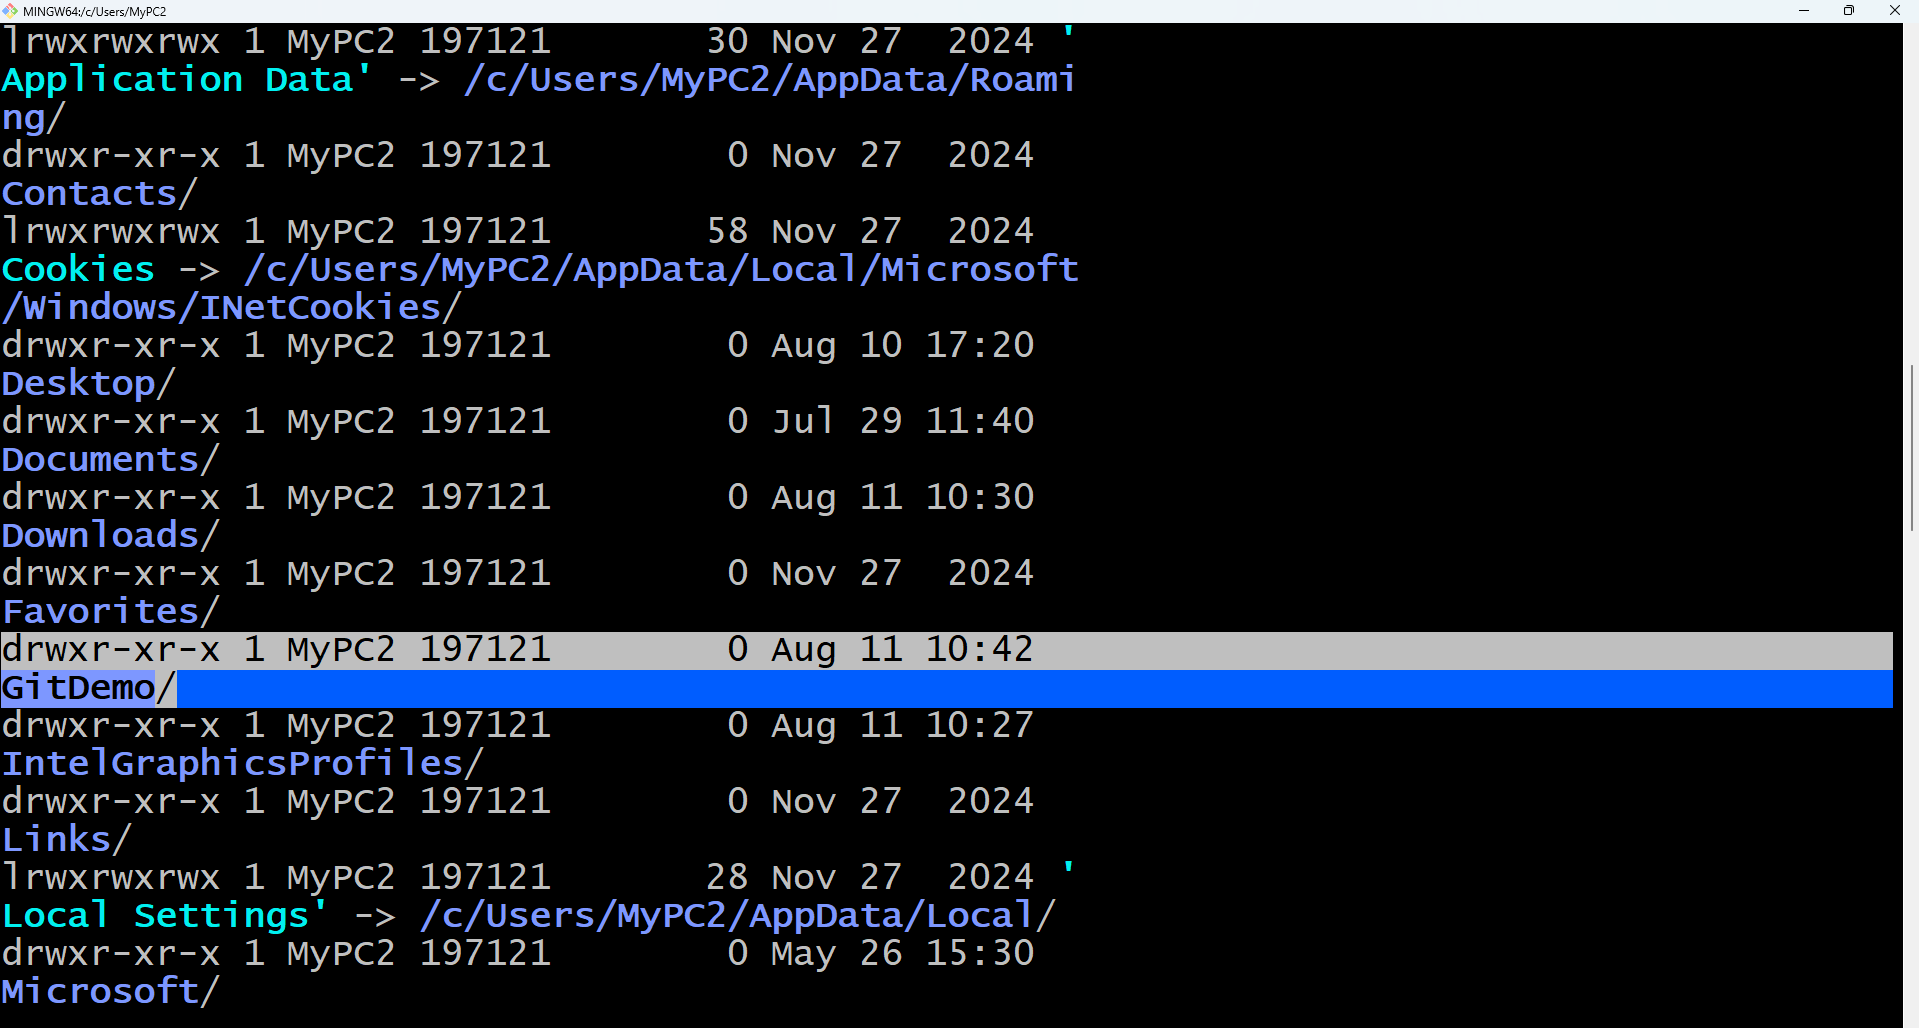 MINGW64:/c/Users/MyPC2
lrwxrwxrwx 1 MyPC2 197121       30 Nov 27  2024 '
Application Data' -> /c/Users/MyPC2/AppData/Roami
ng/
drwxr-xr-x 1 MyPC2 197121        0 Nov 27  2024
Contacts/
lrwxrwxrwx 1 MyPC2 197121       58 Nov 27  2024
Cookies -> /c/Users/MyPC2/AppData/Local/Microsoft
/Windows/INetCookies/
drwxr-xr-x 1 MyPC2 197121        0 Aug 10 17:20
Desktop/
drwxr-xr-x 1 MyPC2 197121        0 Jul 29 11:40
Documents/
drwxr-xr-x 1 MyPC2 197121        0 Aug 11 10:30
Downloads/
drwxr-xr-x 1 MyPC2 197121        0 Nov 27  2024
Favorites/
drwxr-xr-x 1 MyPC2 197121        0 Aug 11 10:42
GitDemo/
drwxr-xr-x 1 MyPC2 197121        0 Aug 11 10:27
IntelGraphicsProfiles/
drwxr-xr-x 1 MyPC2 197121        0 Nov 27  2024
Links/
lrwxrwxrwx 1 MyPC2 197121       28 Nov 27  2024 '
Local Settings' -> /c/Users/MyPC2/AppData/Local/
drwxr-xr-x 1 MyPC2 197121        0 May 26 15:30
Microsoft/